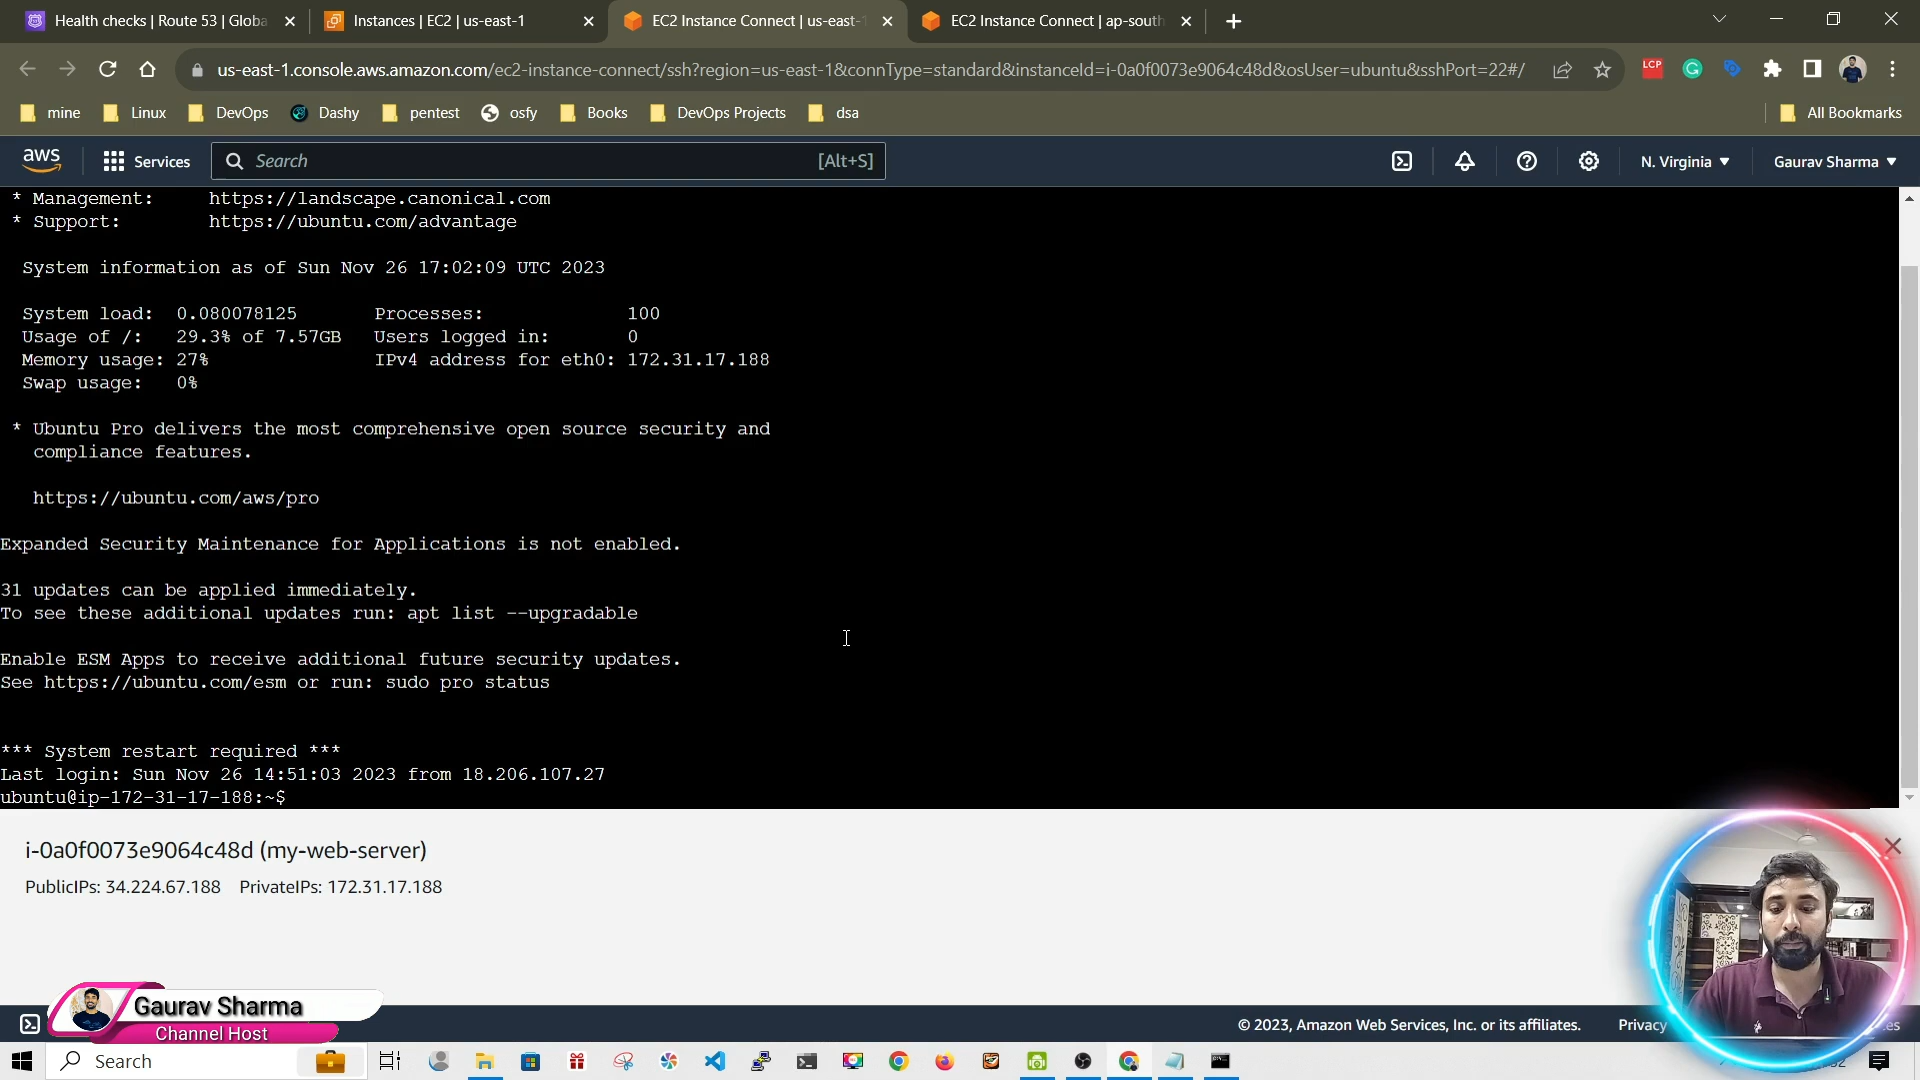 Health checks | Route 53 | Globa
Instances | EC2 | us-east-1
EC2 Instance Connect | us-east-1
EC2 Instance Connect | ap-south
us-east-1.console.aws.amazon.com/ec2-instance-connect/ssh?region=us-east-1&connType=standard&instanceId=i-0a0f0073e9064c48d&osUser=ubuntu&sshPort=22#/
LCP
mine
Linux
DevOps
Dashy
pentest
osfy
Books
DevOps Projects
dsa
All Bookmarks
aws
Services
Search
[Alt+S]
N. Virginia
Gaurav Sharma
* Management: https://landscape.canonical.com
* Support: https://ubuntu.com/advantage
System information as of Sun Nov 26 17:02:09 UTC 2023
System load: 0.080078125 Processes: 100
Usage of /: 29.3% of 7.57GB Users logged in: 0
Memory usage: 27% IPv4 address for eth0: 172.31.17.188
Swap usage: 0%
* Ubuntu Pro delivers the most comprehensive open source security and
compliance features.
https://ubuntu.com/aws/pro
Expanded Security Maintenance for Applications is not enabled.
31 updates can be applied immediately.
To see these additional updates run: apt list --upgradable
Enable ESM Apps to receive additional future security updates.
See https://ubuntu.com/esm or run: sudo pro status
*** System restart required ***
Last login: Sun Nov 26 14:51:03 2023 from 18.206.107.27
ubuntu@ip-172-31-17-188:~$
i-0a0f0073e9064c48d (my-web-server)
PublicIPs: 34.224.67.188 PrivateIPs: 172.31.17.188
Gaurav Sharma
Channel Host
© 2023, Amazon Web Services, Inc. or its affiliates.
Privacy
Search